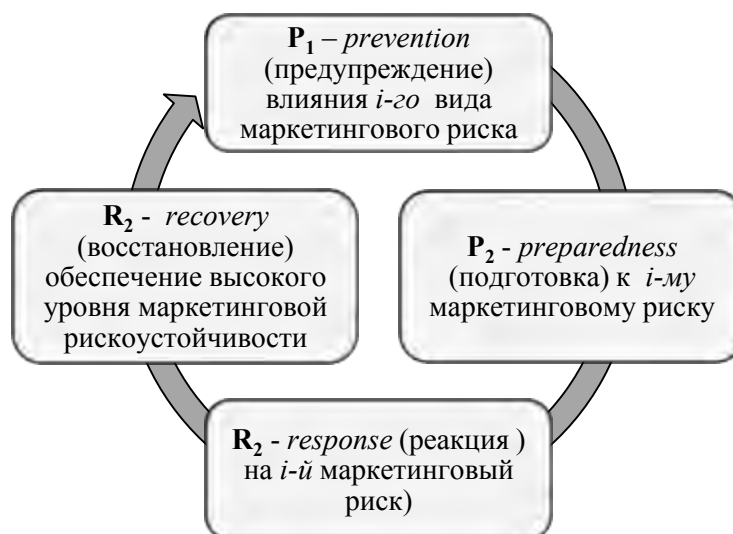 P₁ – prevention
(предупреждение)
влияния i-го вида
маркетингового риска
P₂ - preparedness
(подготовка) к i-му
маркетинговому риску
R₂ - response (реакция )
на i-й маркетинговый
риск)
R₂ - recovery
(восстановление)
обеспечение высокого
уровня маркетинговой
рискоустойчивости